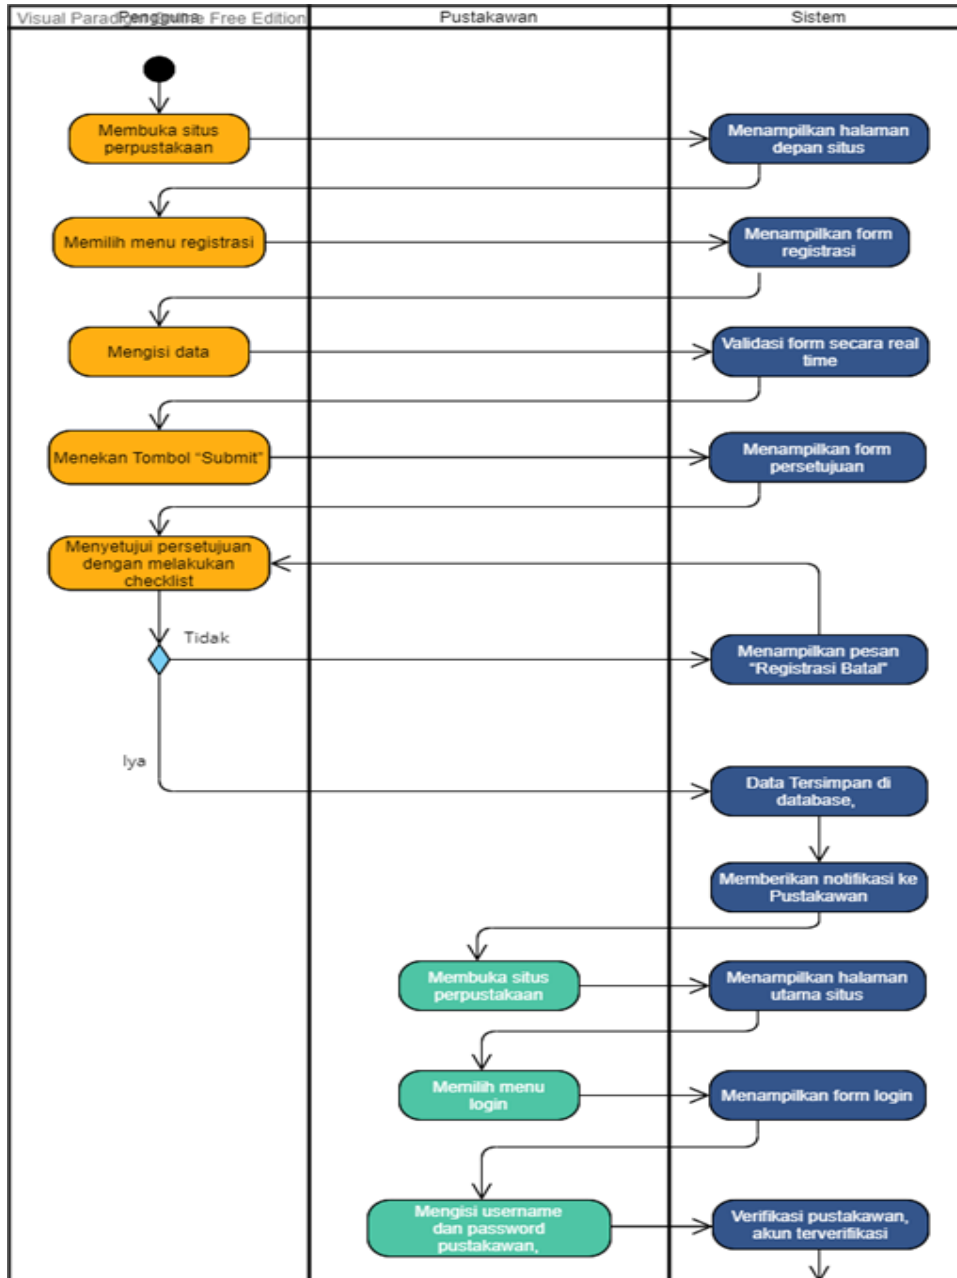 Visual Paradigm Online Free Edition
Pengguna
Pustakawan
Sistem
Membuka situs
perpustakaan
Menampilkan halaman
depan situs
Memilih menu registrasi
Menampilkan form
registrasi
Mengisi data
Validasi form secara real
time
Menekan Tombol "Submit"
Menampilkan form
persetujuan
Menyetujui persetujuan
dengan melakukan
checklist
Tidak
Menampilkan pesan
"Registrasi Batal"
Iya
Data Tersimpan di
database,
Memberikan notifikasi ke
Pustakawan
Membuka situs
perpustakaan
Menampilkan halaman
utama situs
Memilih menu
login
Menampilkan form login
Mengisi username
dan password
pustakawan,
Verifikasi pustakawan,
akun terverifikasi